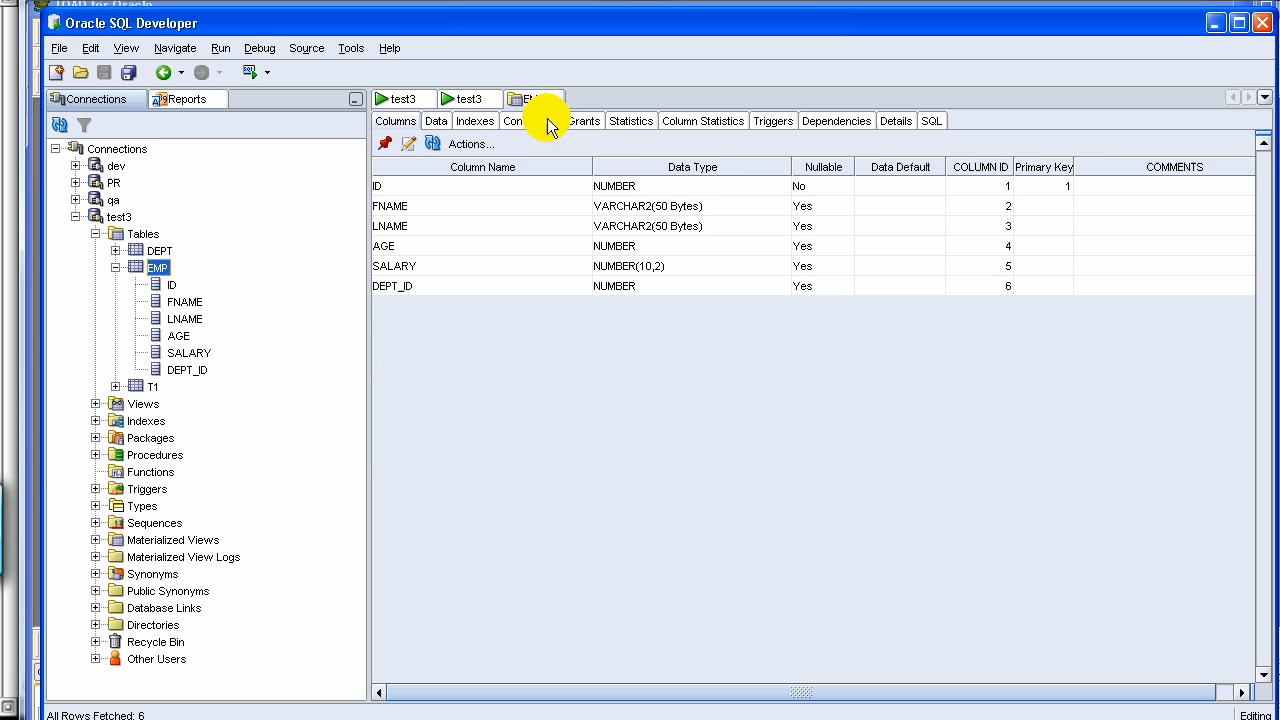 TOAD for Oracle
Oracle SQL Developer
File Edit View Navigate Run Debug Source Tools Help
Connections Reports
test3 test3
Columns Data Indexes Statistics Column Statistics Triggers Dependencies Details SQL
Actions...
Column Name Data Type Nullable Data Default COLUMN ID Primary Key COMMENTS
ID NUMBER No 1 1
FNAME VARCHAR2(50 Bytes) Yes 2
LNAME VARCHAR2(50 Bytes) Yes 3
AGE NUMBER Yes 4
SALARY NUMBER(10,2) Yes 5
DEPT_ID NUMBER Yes 6
Connections
dev
PR
qa
test3
Tables
DEPT
EMP
ID
FNAME
LNAME
AGE
SALARY
DEPT_ID
T1
Views
Indexes
Packages
Procedures
Functions
Triggers
Types
Sequences
Materialized Views
Materialized View Logs
Synonyms
Public Synonyms
Database Links
Directories
Recycle Bin
Other Users
All Rows Fetched: 6
Editing